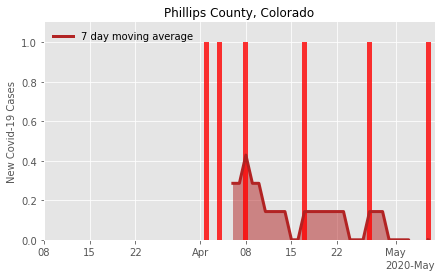 Phillips County, Colorado
7 day moving average
New Covid-19 Cases
1.0
0.8
0.6
0.4
0.2
0.0
08 15 22 Apr 08 15 22 May
2020-May